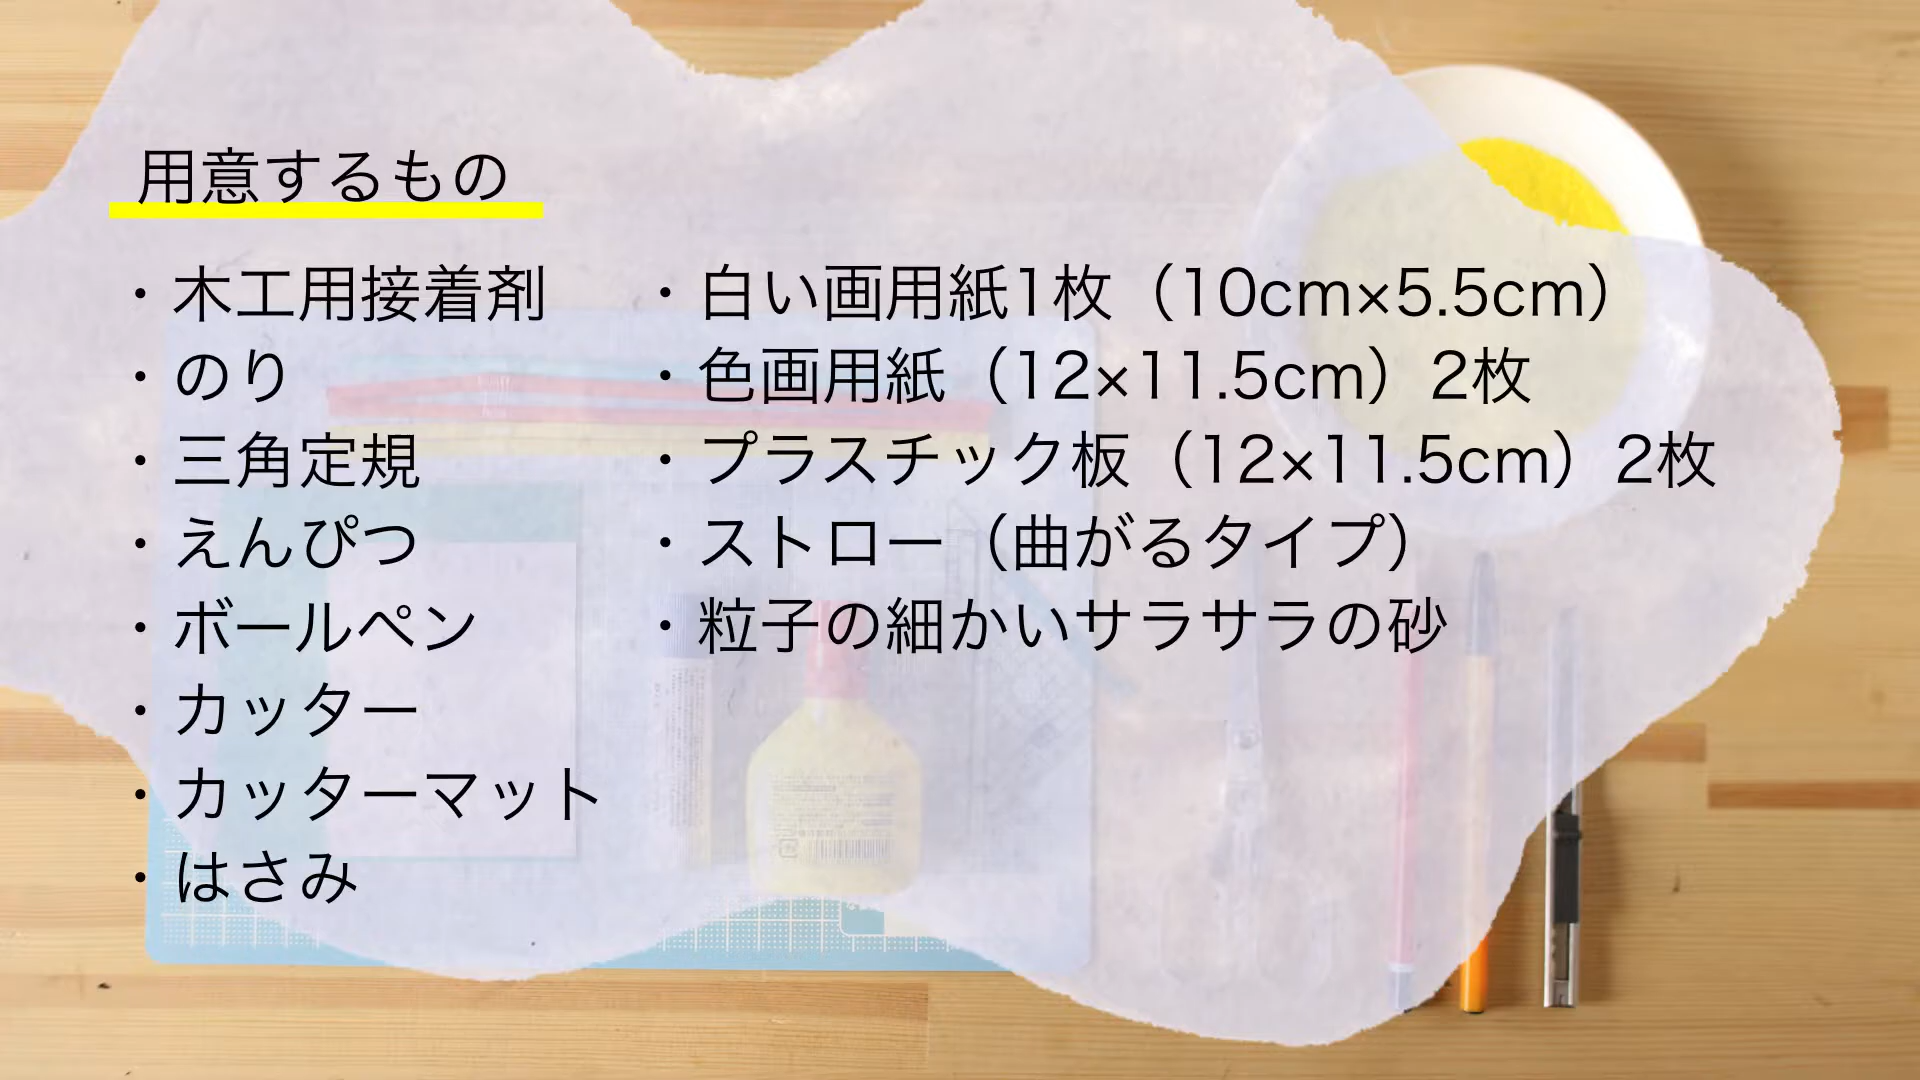 用意するもの
・木工用接着剤
・のり
・三角定規
・えんぴつ
・ボールペン
・カッター
・カッターマット
・はさみ
・白い画用紙1枚（10cm×5.5cm）
・色画用紙（12×11.5cm）2枚
・プラスチック板（12×11.5cm）2枚
・ストロー（曲がるタイプ）
・粒子の細かいサラサラの砂